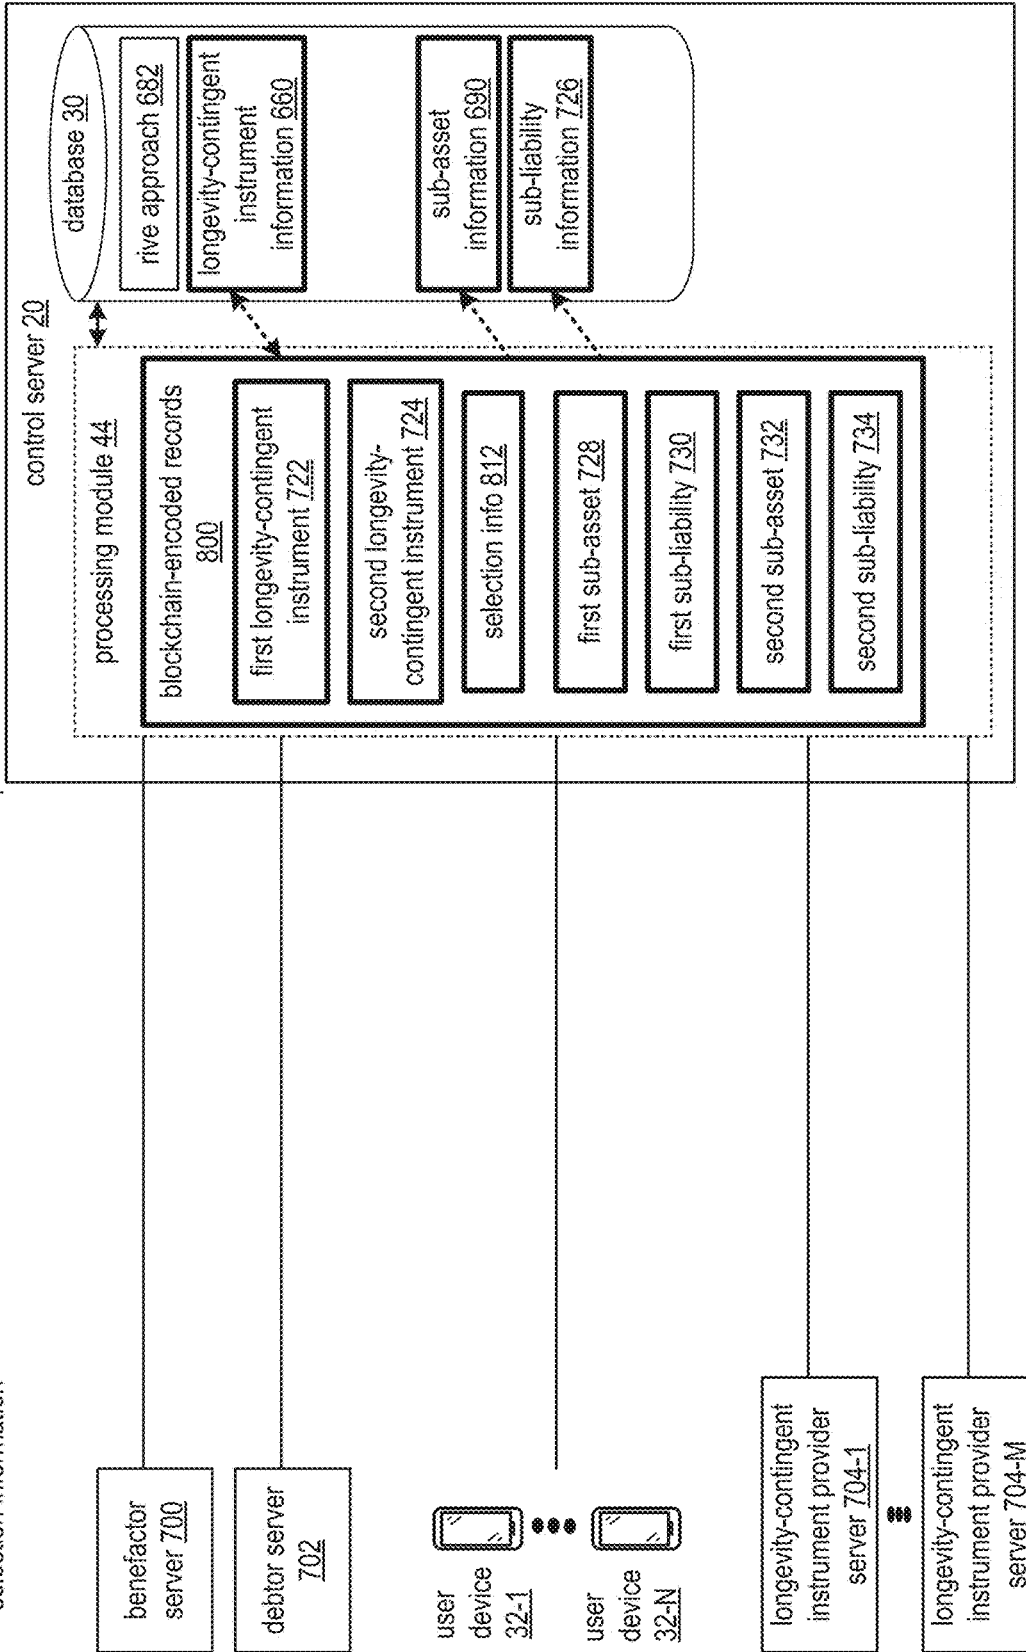 control server 20
database 30
rive approach 682
longevity-contingent
instrument
information 660
sub-asset
information 690
sub-liability
information 726
processing module 44
blockchain-encoded records
800
first longevity-contingent
instrument 722
second longevity-
contingent instrument 724
selection info 812
first sub-asset 728
first sub-liability 730
second sub-asset 732
second sub-liability 734
benefactor
server 700
debtor server
702
user
device
32-1
user
device
32-N
longevity-contingent
instrument provider
server 704-1
longevity-contingent
instrument provider
server 704-M